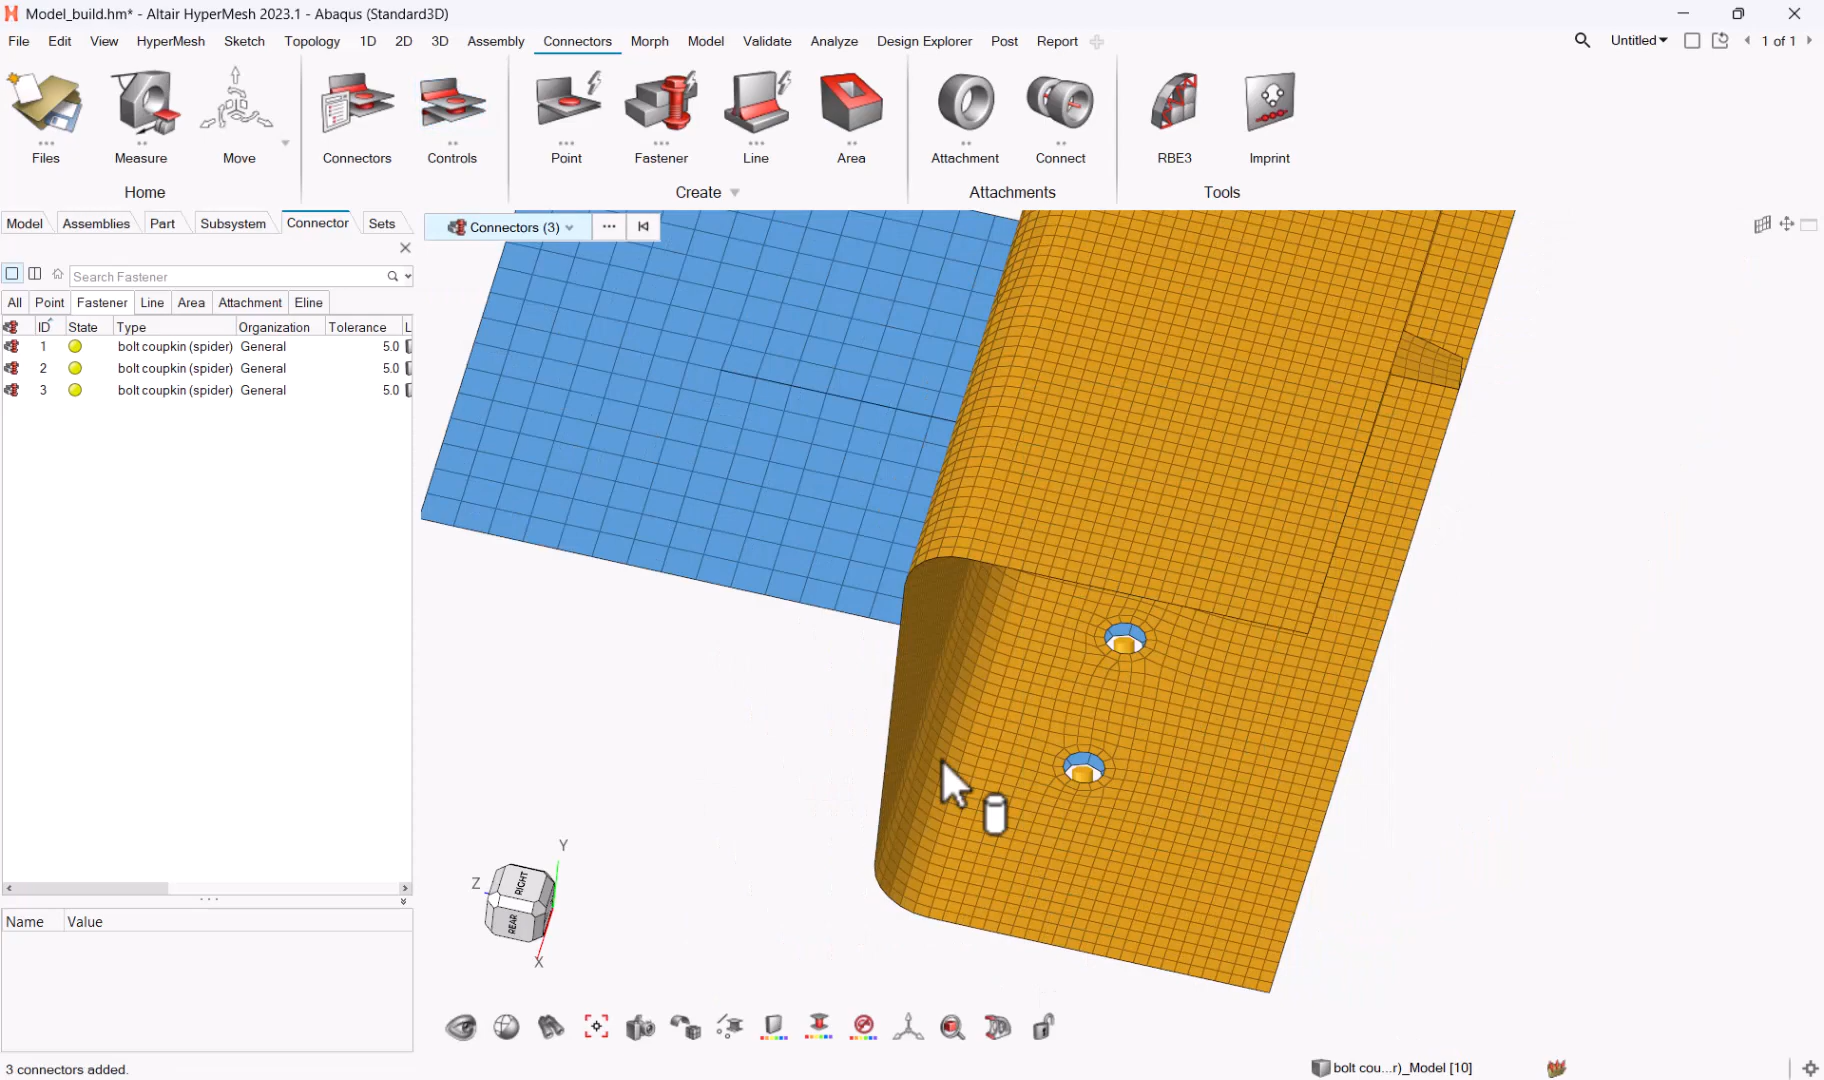 Model_build.hm* - Altair HyperMesh 2023.1 - Abaqus (Standard3D)
File Edit View HyperMesh Sketch Topology 1D 2D 3D Assembly Connectors Morph Model Validate Analyze Design Explorer Post Report Untitled 1 of 1
Files Measure Move Connectors Controls Point Fastener Line Area Attachment Connect RBE3 Imprint
Home Create Attachments Tools
Model Assemblies Part Subsystem Connector Sets
Connectors (3)
Search Fastener
All Point Fastener Line Area Attachment Eline
ID State Type Organization Tolerance L
1 bolt coupkin (spider) General 5.0
2 bolt coupkin (spider) General 5.0
3 bolt coupkin (spider) General 5.0
Y
Z
RIGHT
REAR
X
Name Value
3 connectors added.
bolt cou...r)_Model [10]